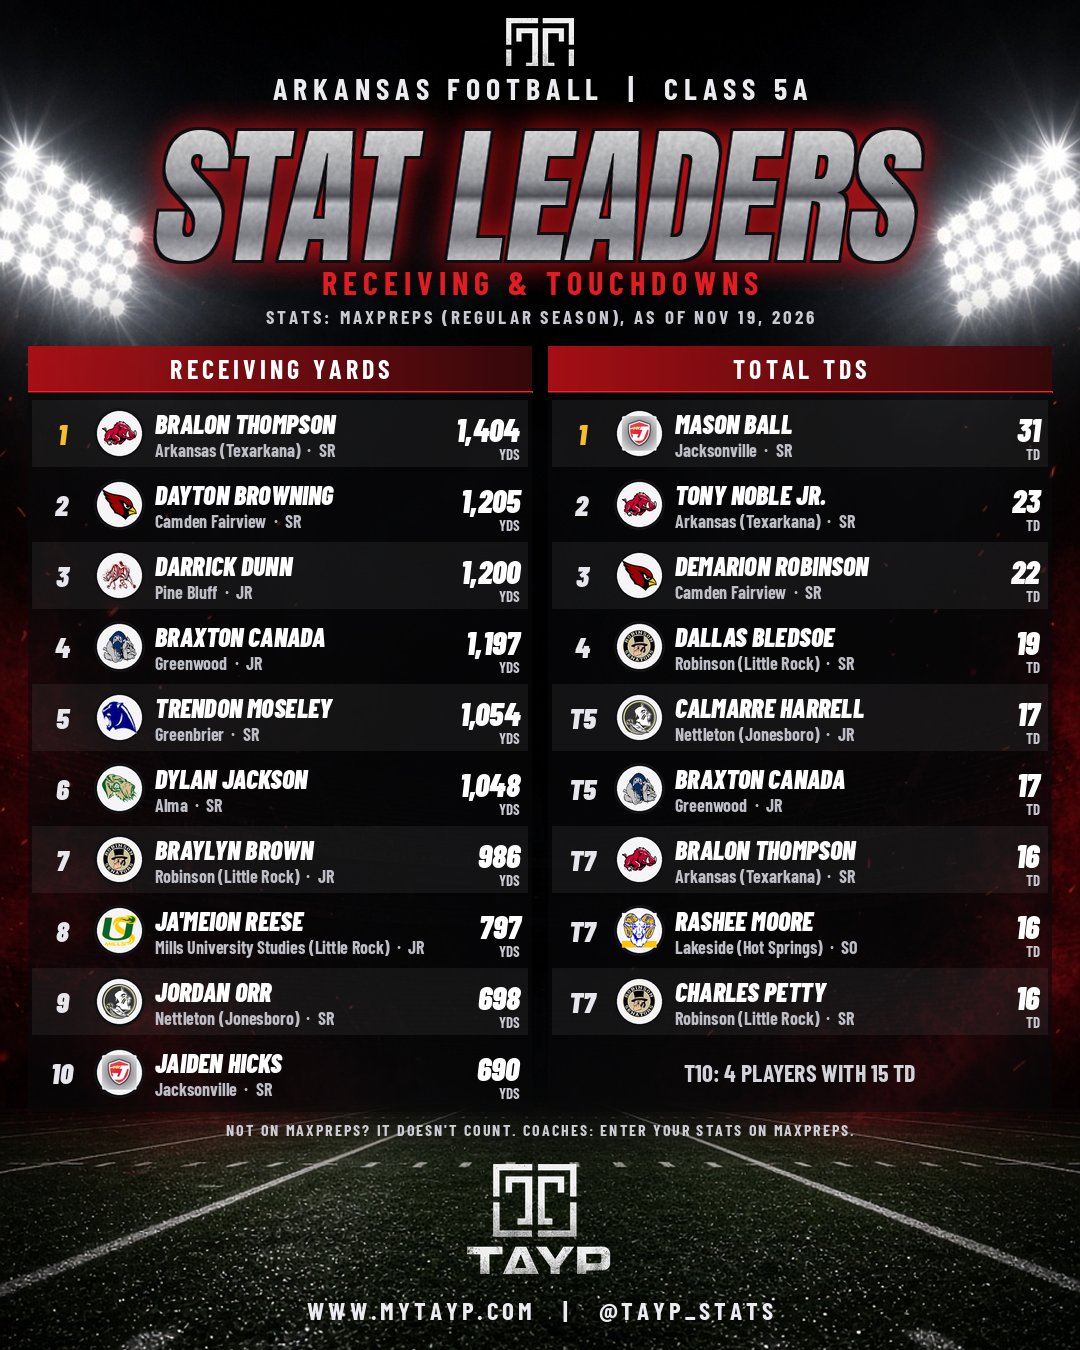 ARKANSAS FOOTBALL | CLASS 5A
STAT LEADERS
RECEIVING & TOUCHDOWNS
STATS: MAXPREPS (REGULAR SEASON), AS OF NOV 19, 2026
RECEIVING YARDS
1 BRALON THOMPSON 1,404
Arkansas (Texarkana) · SR YDS
2 DAYTON BROWNING 1,205
Camden Fairview · SR YDS
3 DARRICK DUNN 1,200
Pine Bluff · JR YDS
4 BRAXTON CANADA 1,197
Greenwood · JR YDS
5 TRENDON MOSELEY 1,054
Greenbrier · SR YDS
6 DYLAN JACKSON 1,048
Alma · SR YDS
7 BRAYLYN BROWN 986
Robinson (Little Rock) · JR YDS
8 JA'MEION REESE 797
Mills University Studies (Little Rock) · JR YDS
9 JORDAN ORR 698
Nettleton (Jonesboro) · SR YDS
10 JAIDEN HICKS 690
Jacksonville · SR YDS
TOTAL TDS
1 MASON BALL 31
Jacksonville · SR TD
2 TONY NOBLE JR. 23
Arkansas (Texarkana) · SR TD
3 DEMARION ROBINSON 22
Camden Fairview · SR TD
4 DALLAS BLEDSOE 19
Robinson (Little Rock) · SR TD
T5 CALMARRE HARRELL 17
Nettleton (Jonesboro) · JR TD
T5 BRAXTON CANADA 17
Greenwood · JR TD
T7 BRALON THOMPSON 16
Arkansas (Texarkana) · SR TD
T7 RASHEE MOORE 16
Lakeside (Hot Springs) · SO TD
T7 CHARLES PETTY 16
Robinson (Little Rock) · SR TD
T10: 4 PLAYERS WITH 15 TD
NOT ON MAXPREPS? IT DOESN'T COUNT. COACHES: ENTER YOUR STATS ON MAXPREPS.
TAYP
WWW.MYTAYP.COM | @TAYP_STATS